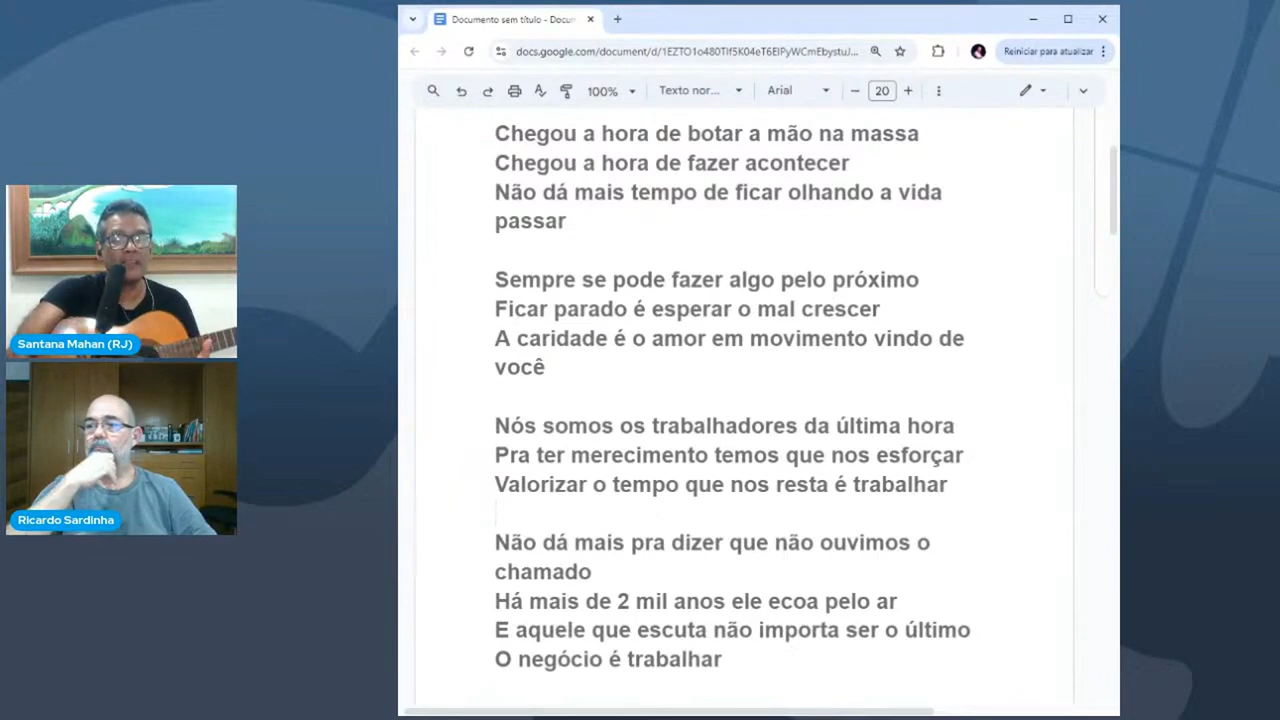 Documento sem título - Docur
docs.google.com/document/d/1EZTO1o480TIf5K04eT6EIPyWCmEbystuJ...
Reiniciar para atualizar
100%
Texto nor...
Arial
20
Chegou a hora de botar a mão na massa
Chegou a hora de fazer acontecer
Não dá mais tempo de ficar olhando a vida
passar
Sempre se pode fazer algo pelo próximo
Ficar parado é esperar o mal crescer
A caridade é o amor em movimento vindo de
você
Nós somos os trabalhadores da última hora
Pra ter merecimento temos que nos esforçar
Valorizar o tempo que nos resta é trabalhar
Não dá mais pra dizer que não ouvimos o
chamado
Há mais de 2 mil anos ele ecoa pelo ar
E aquele que escuta não importa ser o último
O negócio é trabalhar
Santana Mahan (RJ)
Ricardo Sardinha